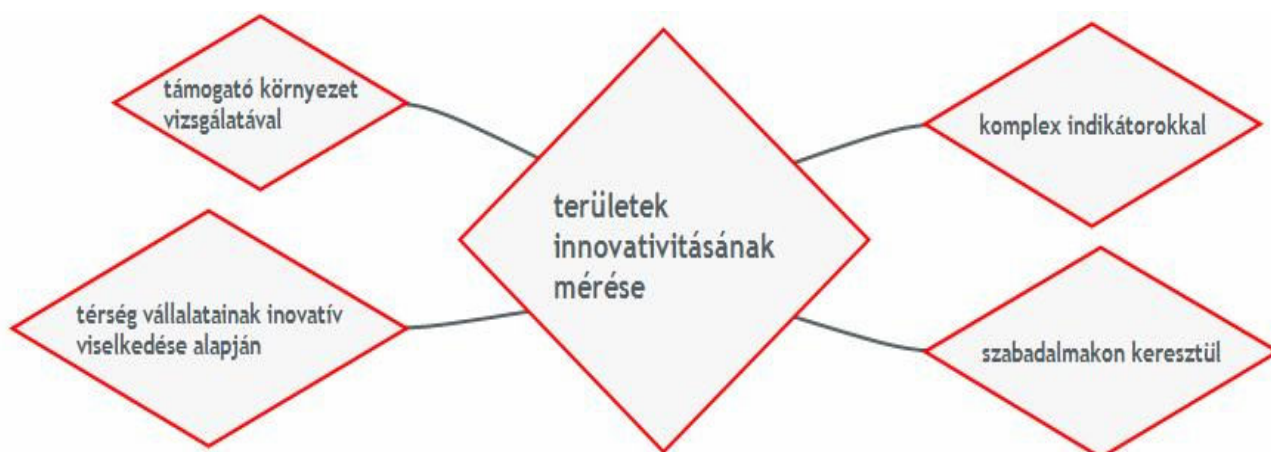 támogató környezet
vizsgálatával
komplex indikátorokkal
területek
innovativitásának
mérése
térség vállalatainak inovatív
viselkedése alapján
szabadalmakon keresztül